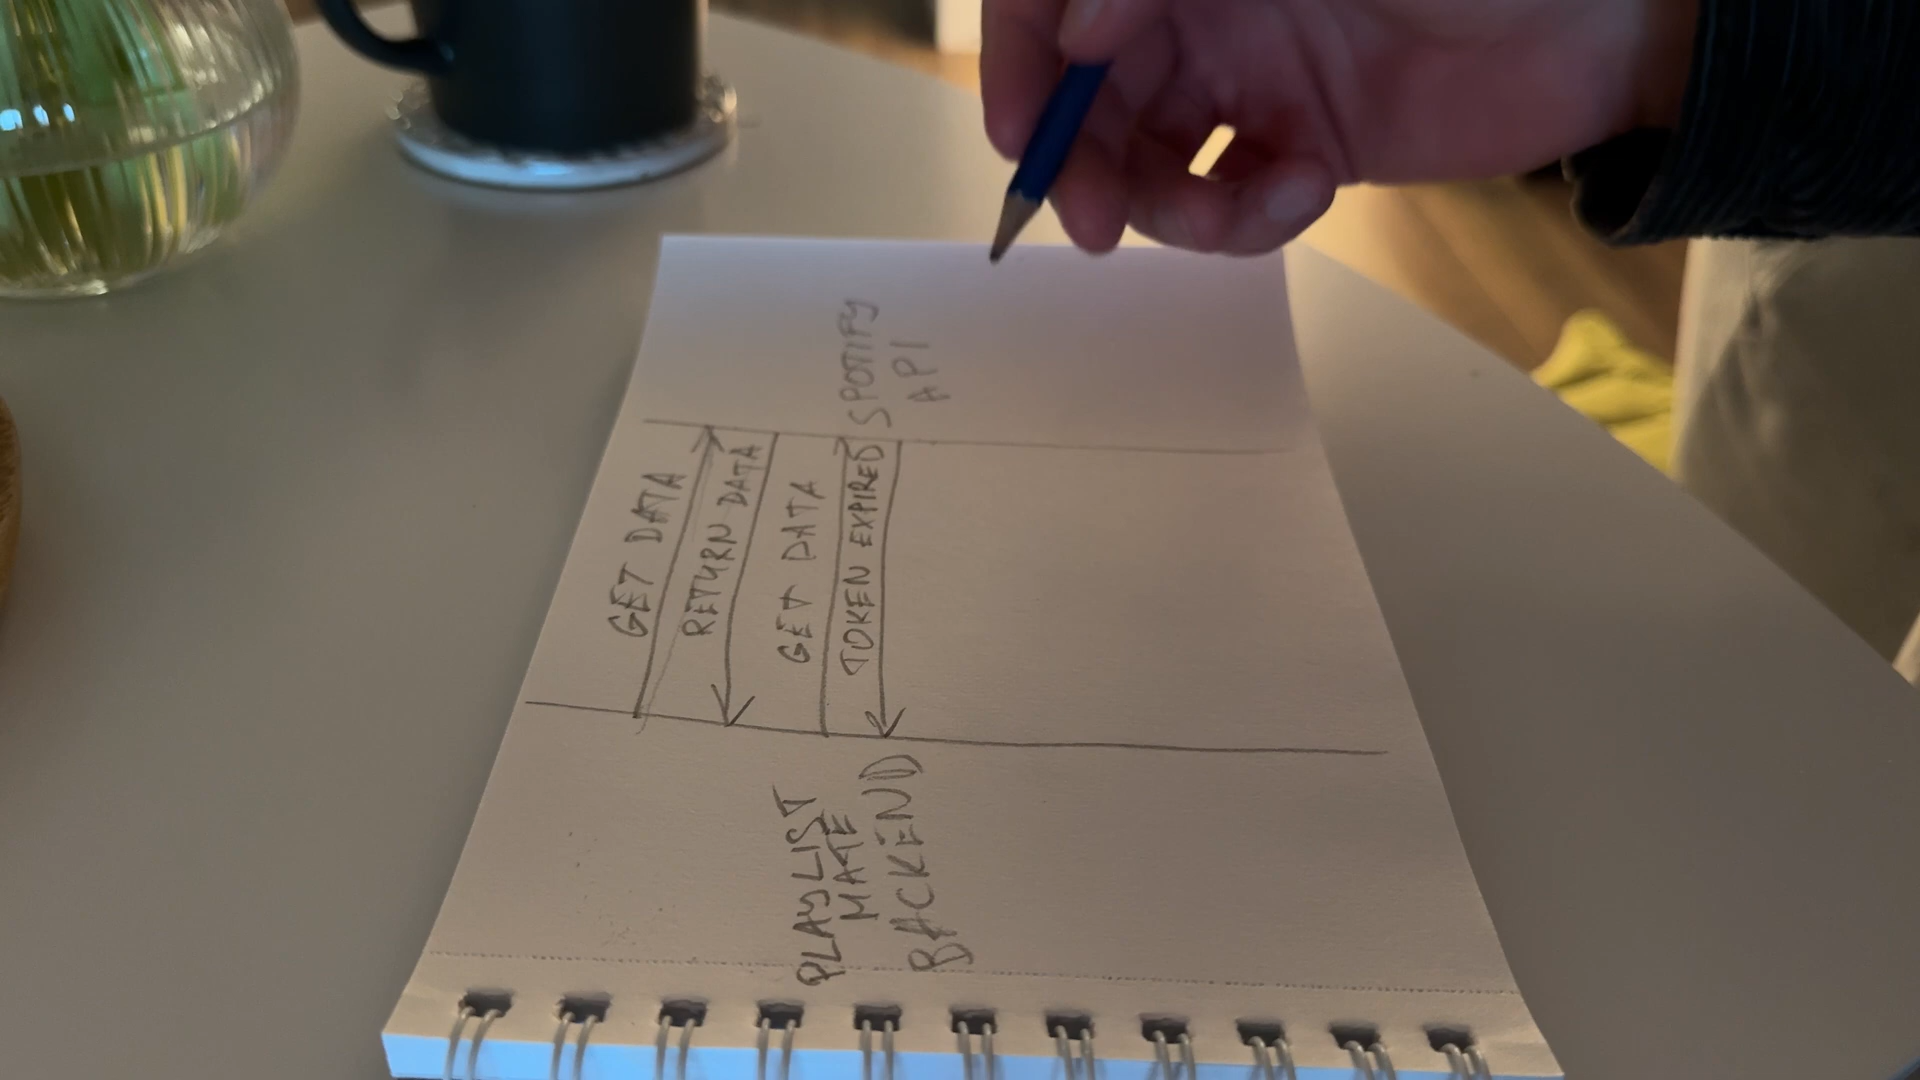 PLAYLIST
MATE
BACKEND
GET DATA
RETURN DATA
GET DATA
TOKEN EXPIRED
SPOTIFY
API